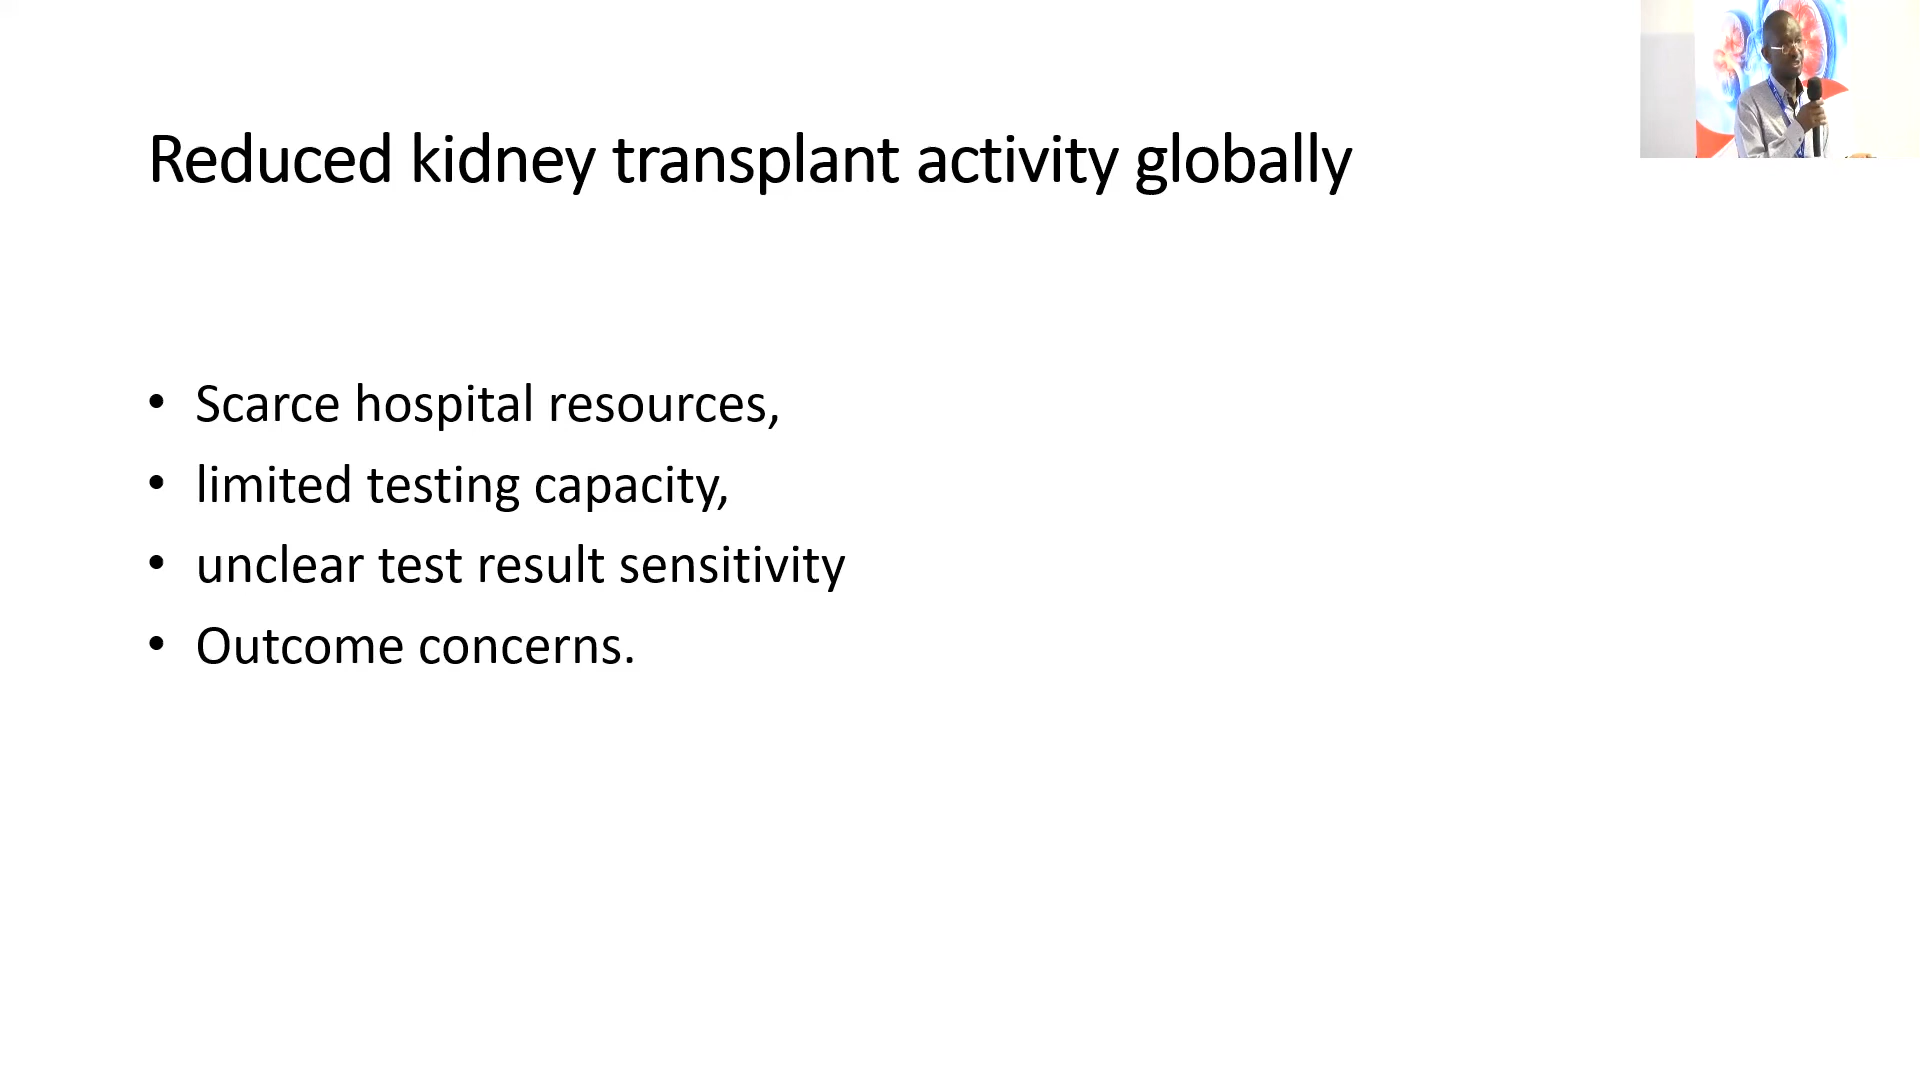 Reduced kidney transplant activity globally
• Scarce hospital resources,
• limited testing capacity,
• unclear test result sensitivity
• Outcome concerns.